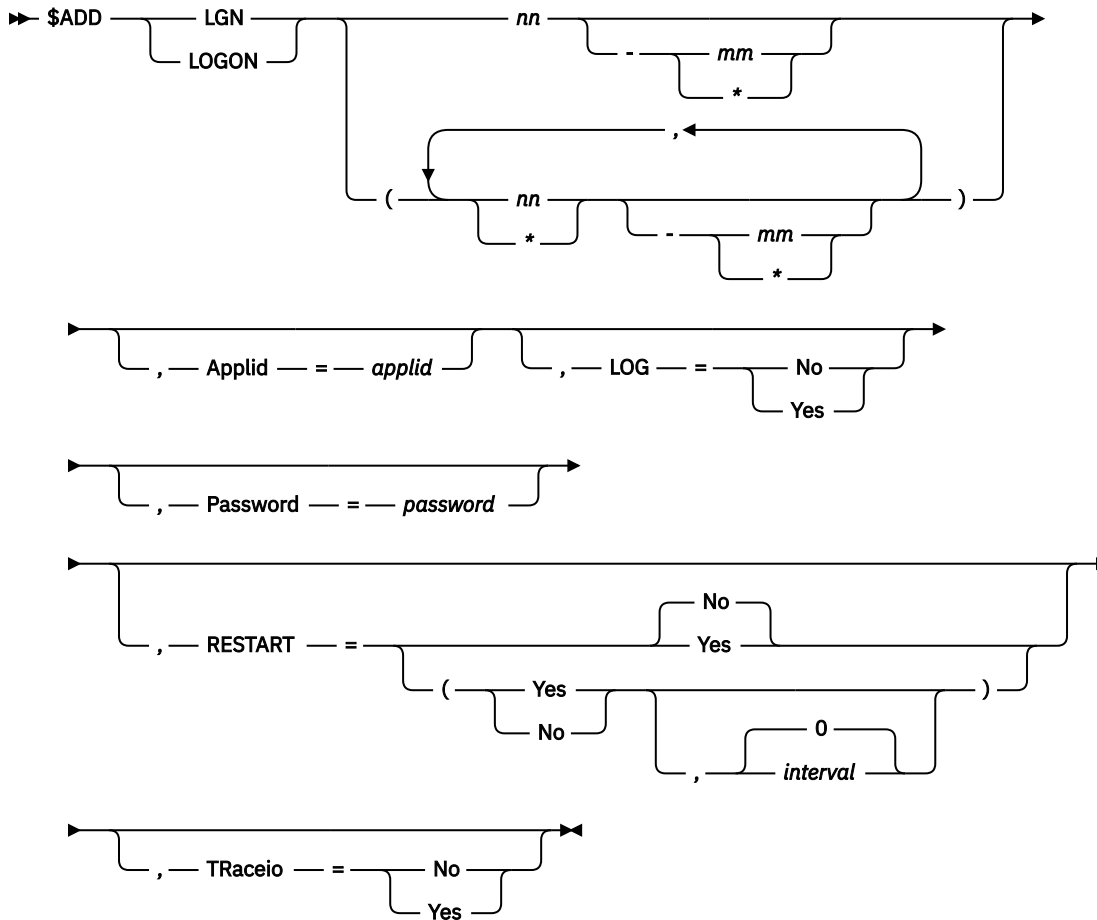 $ADD LGN nn
LOGON - mm
*
,
( nn )
* - mm
*
, Applid = applid , LOG = No
Yes
, Password = password
No
, RESTART = Yes
( Yes )
No 0
, interval
, TRaceio = No
Yes